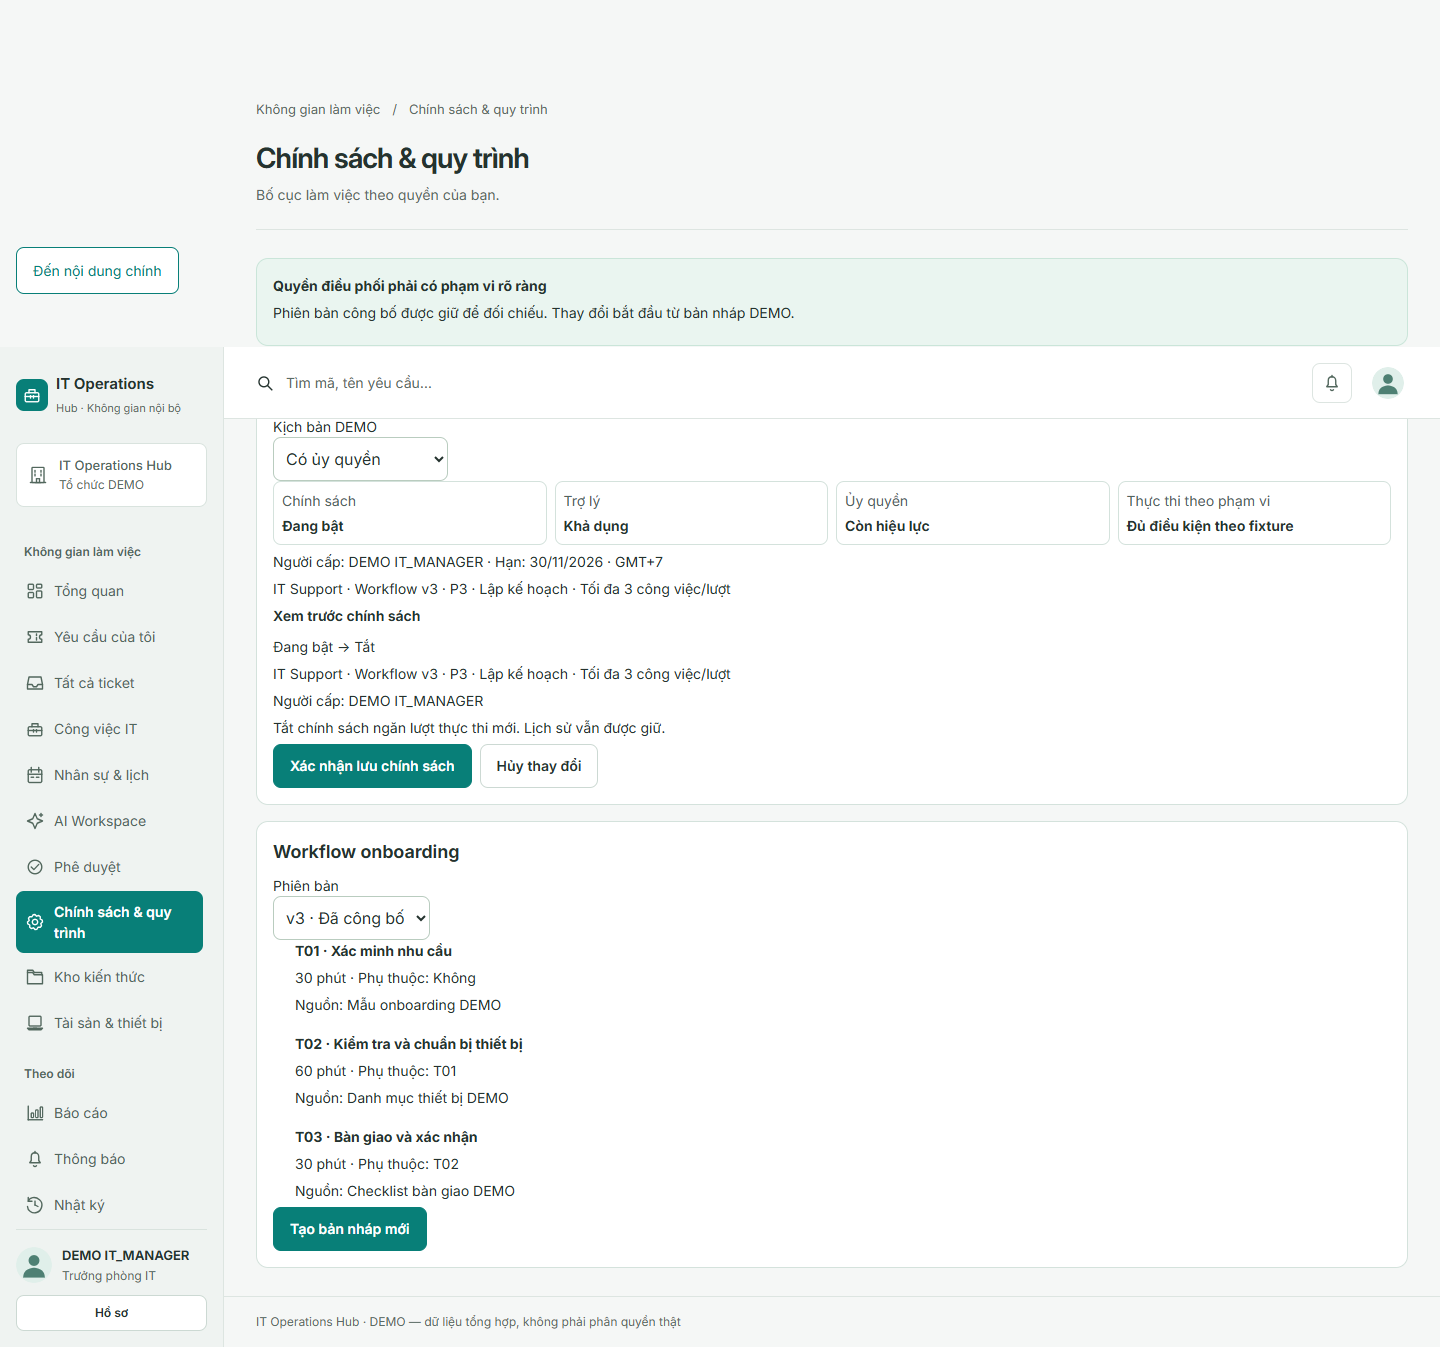 Không gian làm việc / Chính sách & quy trình
Chính sách & quy trình
Bố cục làm việc theo quyền của bạn.
Đến nội dung chính
Quyền điều phối phải có phạm vi rõ ràng
Phiên bản công bố được giữ để đối chiếu. Thay đổi bắt đầu từ bản nháp DEMO.
IT Operations
Hub · Không gian nội bộ
Tìm mã, tên yêu cầu...
IT Operations Hub
Tổ chức DEMO
Không gian làm việc
Tổng quan
Yêu cầu của tôi
Tất cả ticket
Công việc IT
Nhân sự & lịch
AI Workspace
Phê duyệt
Chính sách & quy
trình
Kho kiến thức
Tài sản & thiết bị
Theo dõi
Báo cáo
Thông báo
Nhật ký
DEMO IT_MANAGER
Trưởng phòng IT
Hồ sơ
Kịch bản DEMO
Có ủy quyền
Chính sách
Đang bật
Trợ lý
Khả dụng
Ủy quyền
Còn hiệu lực
Thực thi theo phạm vi
Đủ điều kiện theo fixture
Người cấp: DEMO IT_MANAGER · Hạn: 30/11/2026 · GMT+7
IT Support · Workflow v3 · P3 · Lập kế hoạch · Tối đa 3 công việc/lượt
Xem trước chính sách
Đang bật → Tắt
IT Support · Workflow v3 · P3 · Lập kế hoạch · Tối đa 3 công việc/lượt
Người cấp: DEMO IT_MANAGER
Tắt chính sách ngăn lượt thực thi mới. Lịch sử vẫn được giữ.
Xác nhận lưu chính sách
Hủy thay đổi
Workflow onboarding
Phiên bản
v3 · Đã công bố
T01 · Xác minh nhu cầu
30 phút · Phụ thuộc: Không
Nguồn: Mẫu onboarding DEMO
T02 · Kiểm tra và chuẩn bị thiết bị
60 phút · Phụ thuộc: T01
Nguồn: Danh mục thiết bị DEMO
T03 · Bàn giao và xác nhận
30 phút · Phụ thuộc: T02
Nguồn: Checklist bàn giao DEMO
Tạo bản nháp mới
IT Operations Hub · DEMO — dữ liệu tổng hợp, không phải phân quyền thật